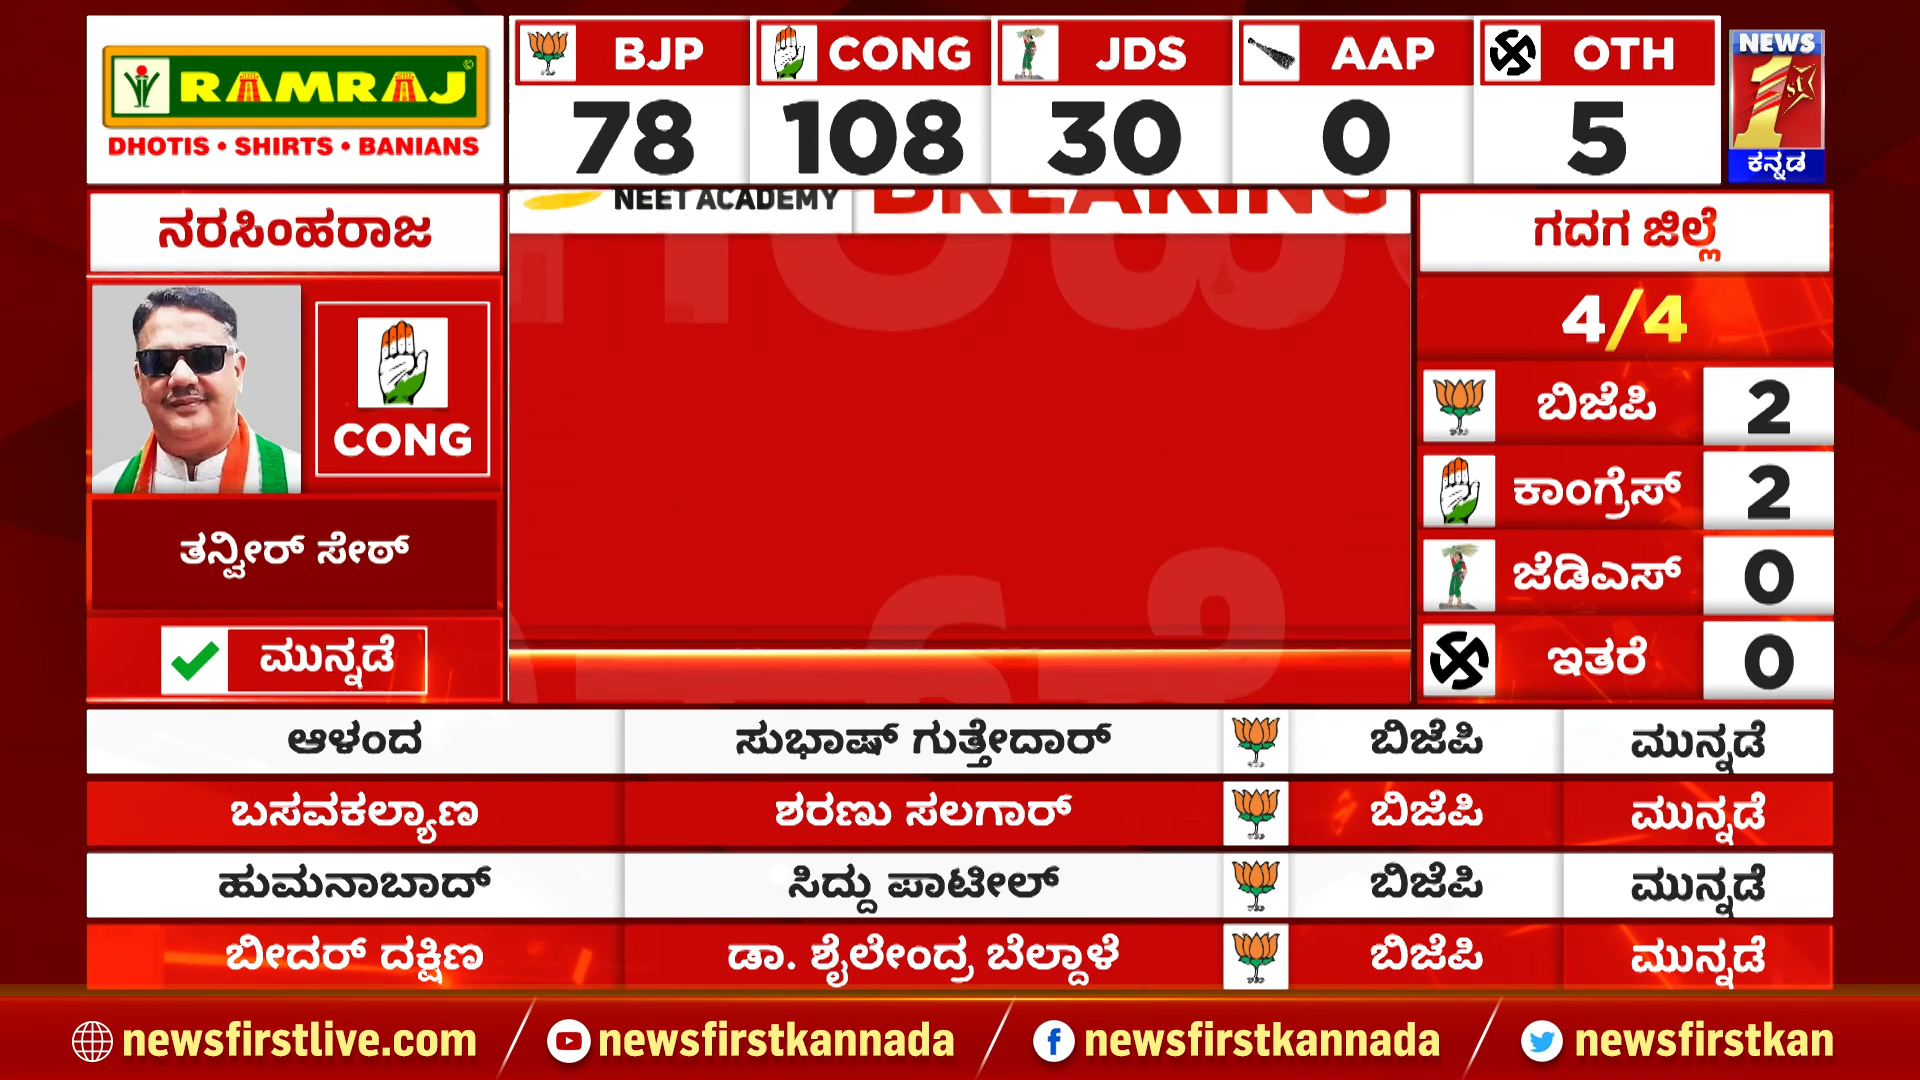 RAMRAJ ©
DHOTIS • SHIRTS • BANIANS
BJP CONG JDS AAP OTH
78 108 30 0 5
NEWS
1st
ಕನ್ನಡ
NEET ACADEMY BREAKING
ನರಸಿಂಹರಾಜ
CONG
ತನ್ವೀರ್ ಸೇಠ್
ಮುನ್ನಡೆ
ಗದಗ ಜಿಲ್ಲೆ
4/4
ಬಿಜೆಪಿ 2
ಕಾಂಗ್ರೆಸ್ 2
ಜೆಡಿಎಸ್ 0
ಇತರೆ 0
ಆಳಂದ ಸುಭಾಷ್ ಗುತ್ತೇದಾರ್ ಬಿಜೆಪಿ ಮುನ್ನಡೆ
ಬಸವಕಲ್ಯಾಣ ಶರಣು ಸಲಗಾರ್ ಬಿಜೆಪಿ ಮುನ್ನಡೆ
ಹುಮನಾಬಾದ್ ಸಿದ್ದು ಪಾಟೀಲ್ ಬಿಜೆಪಿ ಮುನ್ನಡೆ
ಬೀದರ್ ದಕ್ಷಿಣ ಡಾ. ಶೈಲೇಂದ್ರ ಬೆಲ್ದಾಳೆ ಬಿಜೆಪಿ ಮುನ್ನಡೆ
newsfirstlive.com newsfirstkannada newsfirstkannada newsfirstkan